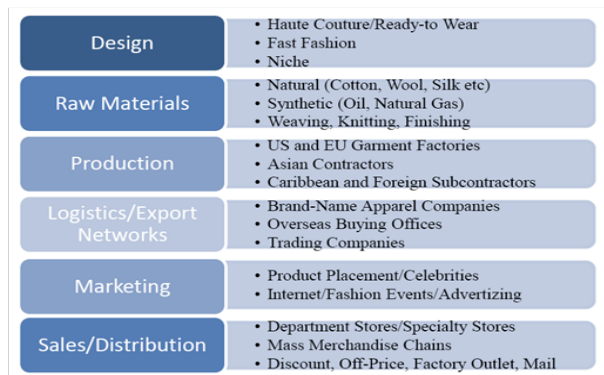 Design
• Haute Couture/Ready-to Wear
• Fast Fashion
• Niche
Raw Materials
• Natural (Cotton, Wool, Silk etc)
• Synthetic (Oil, Natural Gas)
• Weaving, Knitting, Finishing
Production
• US and EU Garment Factories
• Asian Contractors
• Caribbean and Foreign Subcontractors
Logistics/Export
Networks
• Brand-Name Apparel Companies
• Overseas Buying Offices
• Trading Companies
Marketing
• Product Placement/Celebrities
• Internet/Fashion Events/Advertizing
Sales/Distribution
• Department Stores/Specialty Stores
• Mass Merchandise Chains
• Discount, Off-Price, Factory Outlet, Mail